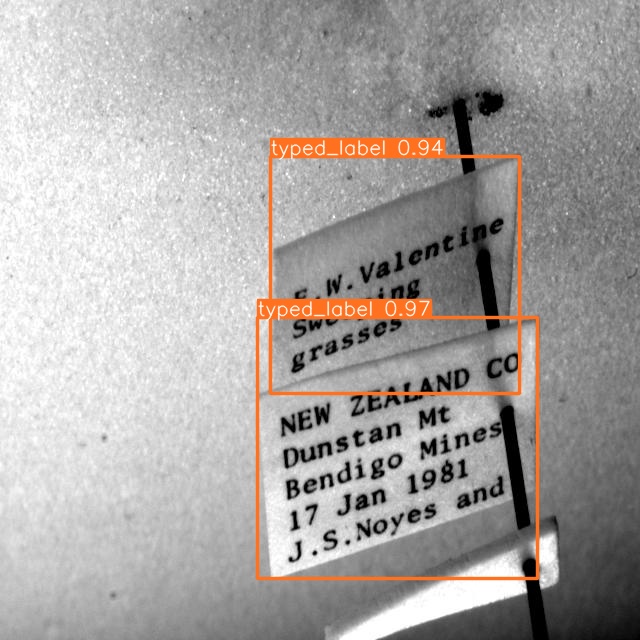 typed_label 0.94
E.W.Valentine
Sweeping
grasses
typed_label 0.97
NEW ZEALAND CO
Dunstan Mt
Bendigo Mines
17 Jan 1981
J.S.Noyes and